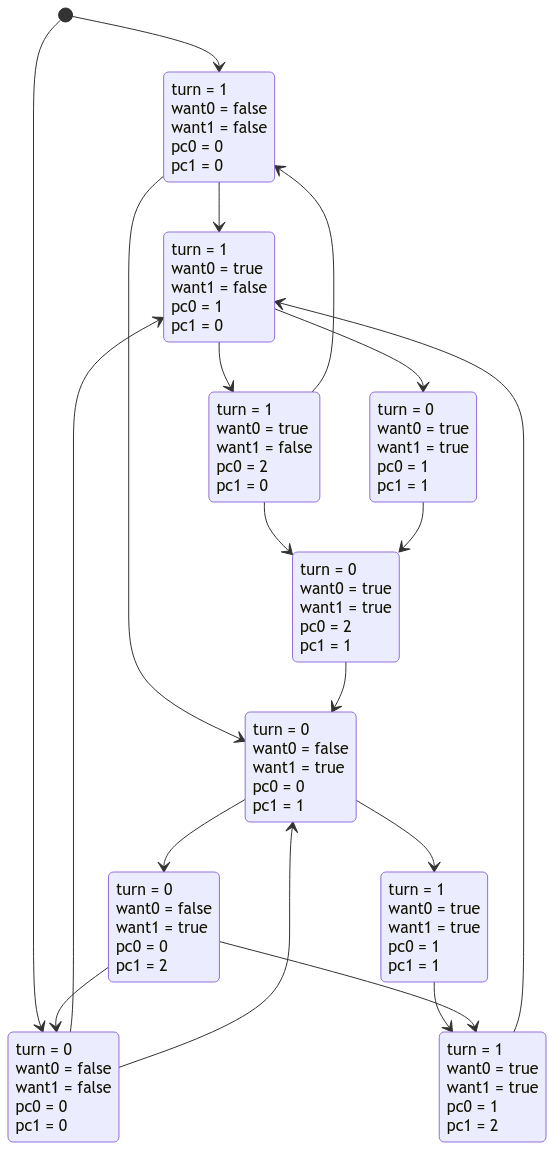 turn = 1
want0 = false
want1 = false
pc0 = 0
pc1 = 0
turn = 1
want0 = true
want1 = false
pc0 = 1
pc1 = 0
turn = 1
want0 = true
want1 = false
pc0 = 2
pc1 = 0
turn = 0
want0 = true
want1 = true
pc0 = 1
pc1 = 1
turn = 0
want0 = true
want1 = true
pc0 = 2
pc1 = 1
turn = 0
want0 = false
want1 = true
pc0 = 0
pc1 = 1
turn = 0
want0 = false
want1 = true
pc0 = 0
pc1 = 2
turn = 1
want0 = true
want1 = true
pc0 = 1
pc1 = 1
turn = 0
want0 = false
want1 = false
pc0 = 0
pc1 = 0
turn = 1
want0 = true
want1 = true
pc0 = 1
pc1 = 2